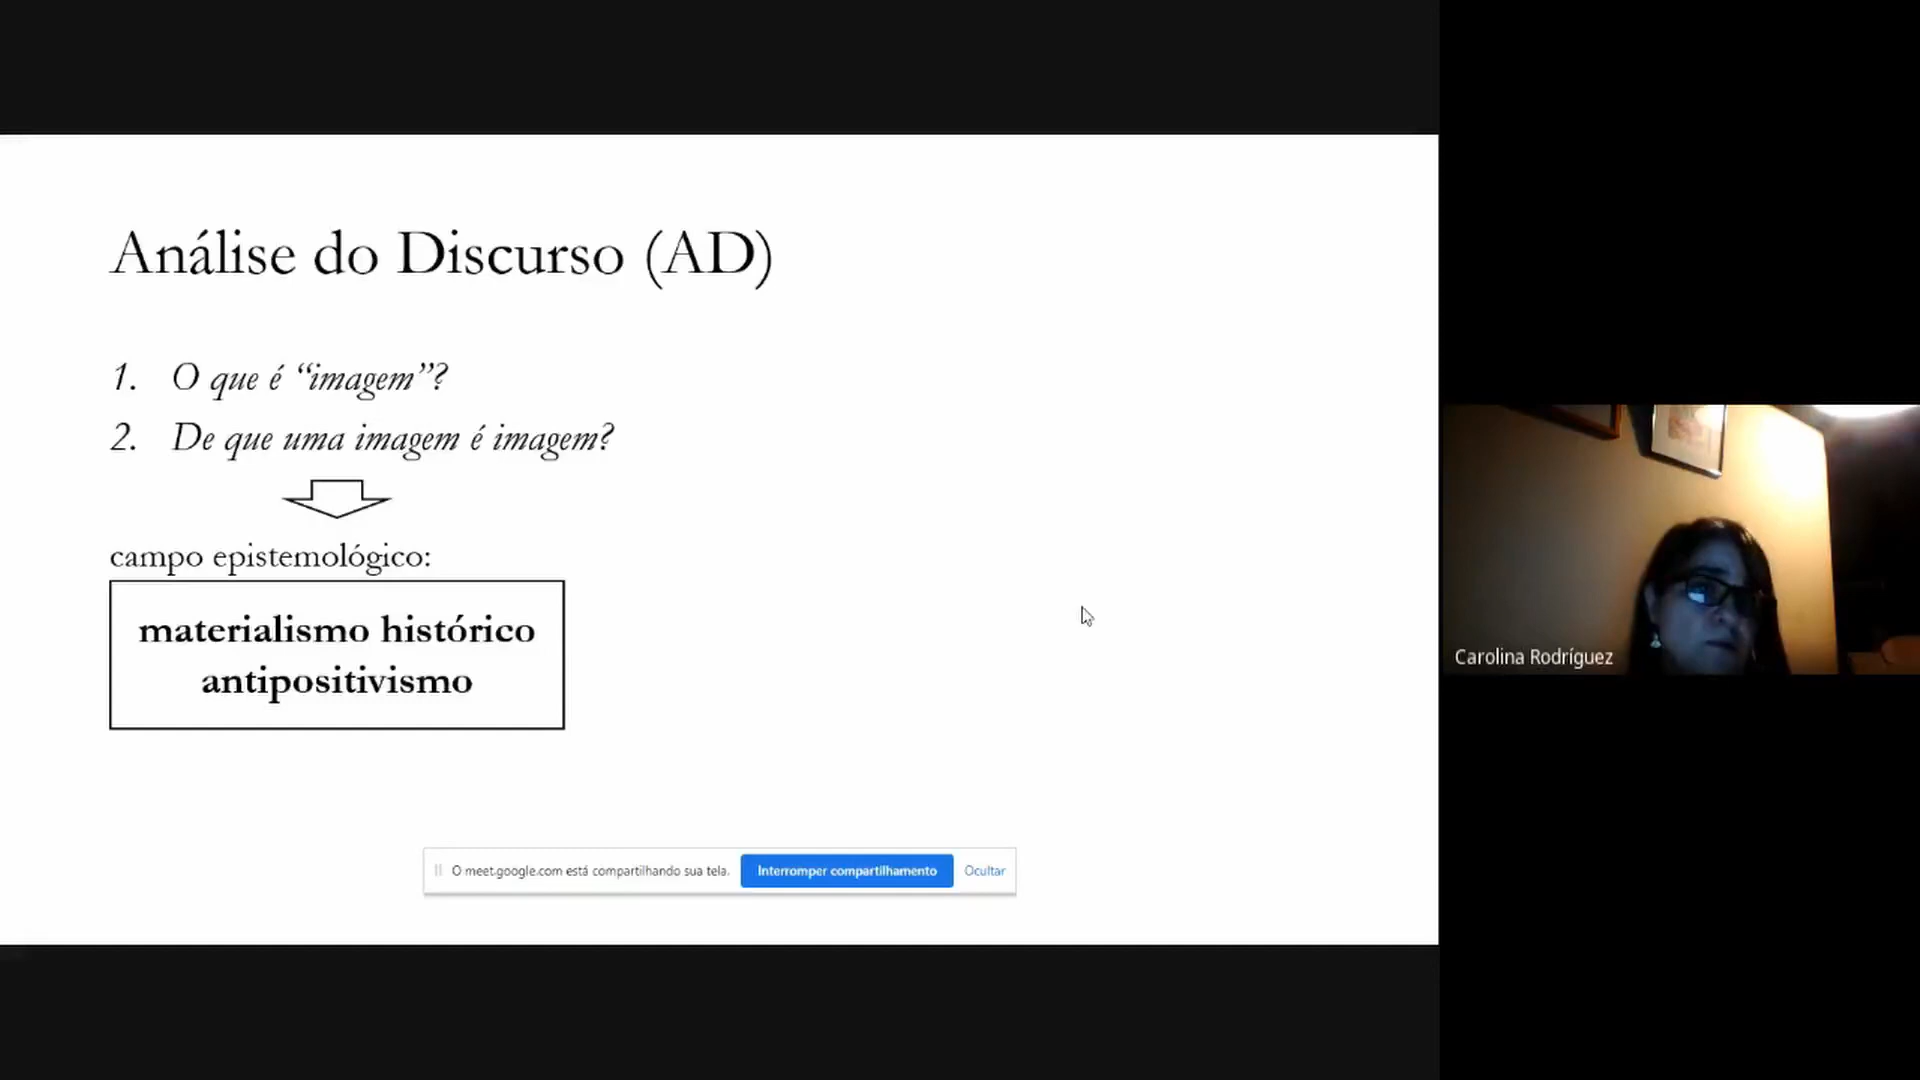 Análise do Discurso (AD)
1. O que é “imagem”?
2. De que uma imagem é imagem?
campo epistemológico:
materialismo histórico
antipositivismo
O meet.google.com está compartilhando sua tela. Interromper compartilhamento Ocultar
Carolina Rodríguez